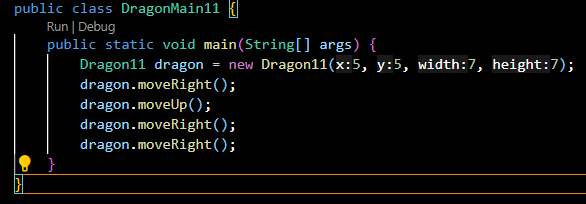 public class DragonMain11 {
Run | Debug
public static void main(String[] args) {
Dragon11 dragon = new Dragon11(x:5, y:5, width:7, height:7);
dragon.moveRight();
dragon.moveUp();
dragon.moveRight();
dragon.moveRight();
}
}